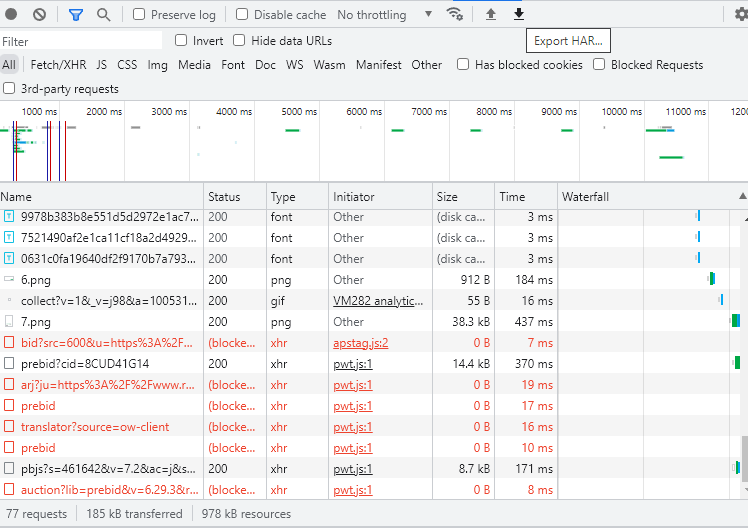 Preserve log Disable cache No throttling
Filter Invert Hide data URLs Export HAR...
All Fetch/XHR JS CSS Img Media Font Doc WS Wasm Manifest Other Has blocked cookies Blocked Requests
3rd-party requests
1000 ms 2000 ms 3000 ms 4000 ms 5000 ms 6000 ms 7000 ms 8000 ms 9000 ms 10000 ms 11000 ms 1200
Name Status Type Initiator Size Time Waterfall
9978b383b8e551d5d2972e1ac7... 200 font Other (disk ca... 3 ms
7521490af2e1ca11cf18a2d4929... 200 font Other (disk ca... 3 ms
0631c0fa19640df2f9170b7a793... 200 font Other (disk ca... 3 ms
6.png 200 png Other 912 B 184 ms
collect?v=1&_v=j98&a=100531... 200 gif VM282 analytic... 55 B 16 ms
7.png 200 png Other 38.3 kB 437 ms
bid?src=600&u=https%3A%2F... (blocke... xhr apstag.js:2 0 B 7 ms
prebid?cid=8CUD41G14 200 xhr pwt.js:1 14.4 kB 370 ms
arj?ju=https%3A%2F%2Fwww.r... (blocke... xhr pwt.js:1 0 B 19 ms
prebid (blocke... xhr pwt.js:1 0 B 17 ms
translator?source=ow-client (blocke... xhr pwt.js:1 0 B 16 ms
prebid (blocke... xhr pwt.js:1 0 B 10 ms
pbjs?s=461642&v=7.2&ac=j&s... 200 xhr pwt.js:1 8.7 kB 171 ms
auction?lib=prebid&v=6.29.3&r... (blocke... xhr pwt.js:1 0 B 8 ms
77 requests 185 kB transferred 978 kB resources